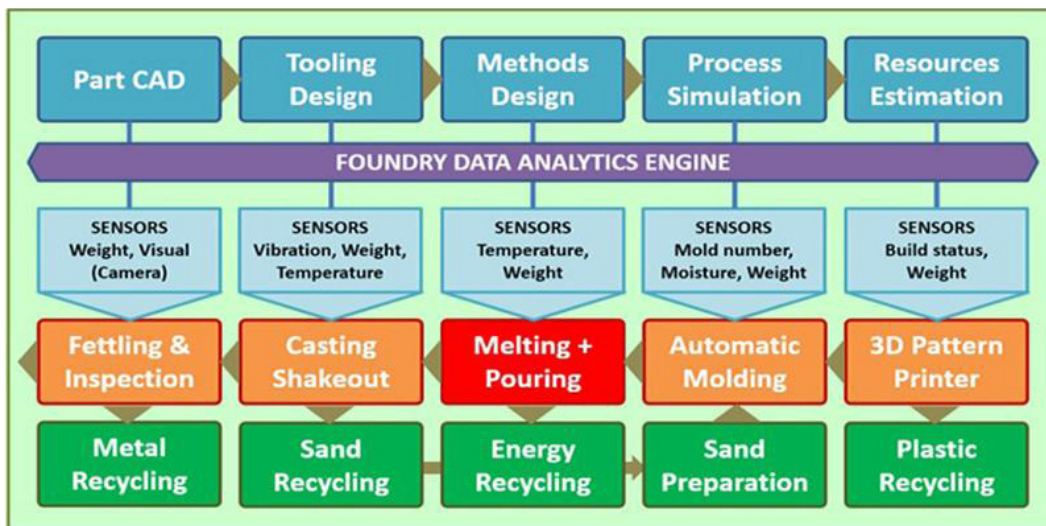 Part CAD
Tooling
Design
Methods
Design
Process
Simulation
Resources
Estimation
FOUNDRY DATA ANALYTICS ENGINE
SENSORS
Weight, Visual
(Camera)
SENSORS
Vibration, Weight,
Temperature
SENSORS
Temperature,
Weight
SENSORS
Mold number,
Moisture, Weight
SENSORS
Build status,
Weight
Fettling &
Inspection
Casting
Shakeout
Melting +
Pouring
Automatic
Molding
3D Pattern
Printer
Metal
Recycling
Sand
Recycling
Energy
Recycling
Sand
Preparation
Plastic
Recycling